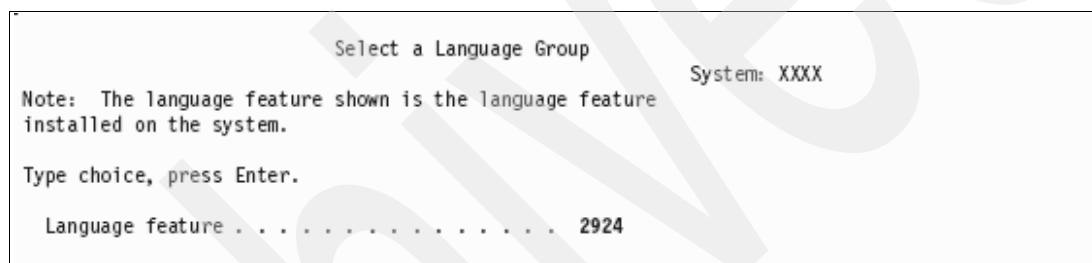 Select a Language Group
System: XXXX
Note: The language feature shown is the language feature
installed on the system.
Type choice, press Enter.
Language feature . . . . . . . . . . . . . . . 2924